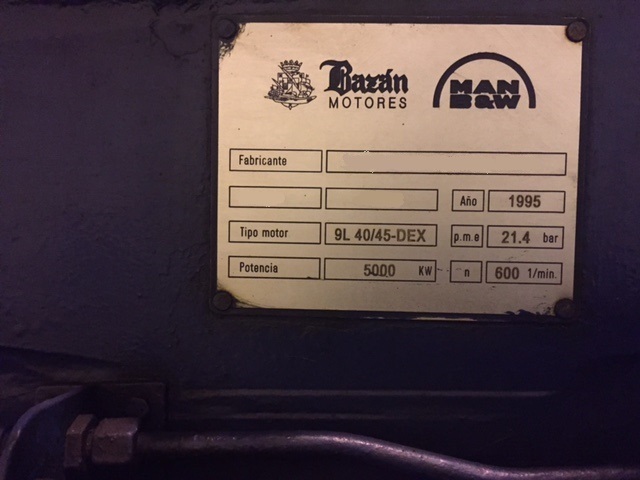 Bazán
MOTORES
MAN
B&W
Fabricante
Año 1995
Tipo motor 9L 40/45-DEX p.m.e 21.4 bar
Potencia 5000 KW n 600 1/min.